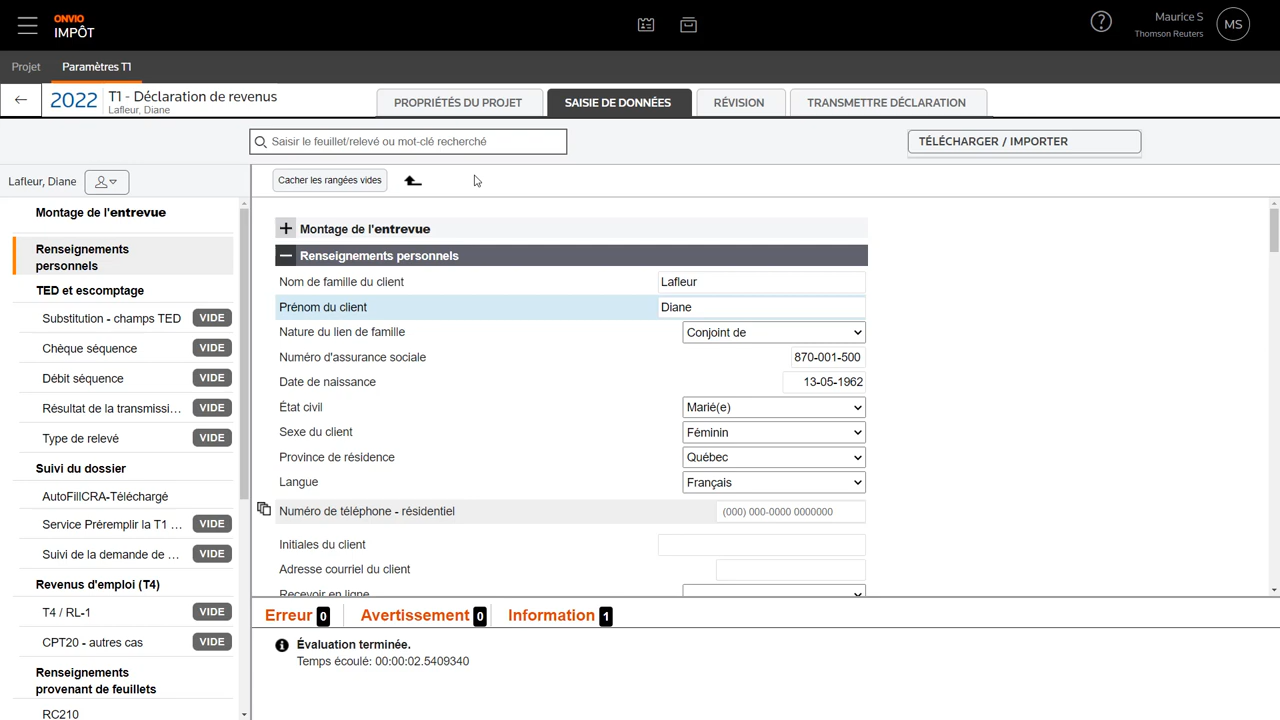 ONVIO
IMPÔT
Maurice S
Thomson Reuters
MS
Projet
Paramètres T1
2022
T1 - Déclaration de revenus
Lafleur, Diane
PROPRIÉTÉS DU PROJET
SAISIE DE DONNÉES
RÉVISION
TRANSMETTRE DÉCLARATION
Saisir le feuillet/relevé ou mot-clé recherché
TÉLÉCHARGER / IMPORTER
Lafleur, Diane
Cacher les rangées vides
Montage de l'entrevue
Renseignements
personnels
TED et escomptage
Substitution - champs TED VIDE
Chèque séquence VIDE
Débit séquence VIDE
Résultat de la transmissi... VIDE
Type de relevé VIDE
Suivi du dossier
AutoFillCRA-Téléchargé
Service Préremplir la T1 ... VIDE
Suivi de la demande de ... VIDE
Revenus d'emploi (T4)
T4 / RL-1 VIDE
CPT20 - autres cas VIDE
Renseignements
provenant de feuillets
RC210
Montage de l'entrevue
Renseignements personnels
Nom de famille du client Lafleur
Prénom du client Diane
Nature du lien de famille Conjoint de
Numéro d'assurance sociale 870-001-500
Date de naissance 13-05-1962
État civil Marié(e)
Sexe du client Féminin
Province de résidence Québec
Langue Français
Numéro de téléphone - résidentiel (000) 000-0000 0000000
Initiales du client
Adresse courriel du client
Recevoir en ligne
Erreur 0 Avertissement 0 Information 1
Évaluation terminée.
Temps écoulé: 00:00:02.5409340